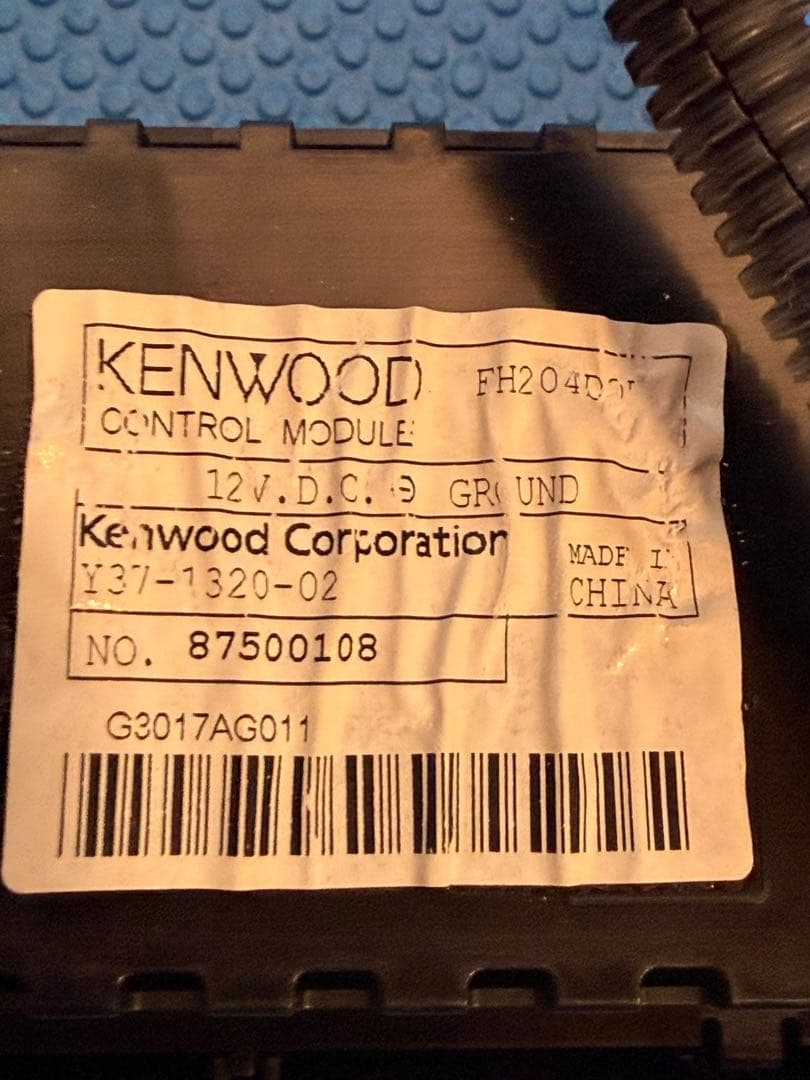 KENWOOD
CONTROL MODULE
12V.D.C. ⊖ GROUND
Kenwood Corporation
Y37-1320-02
MADE IN
CHINA
NO. 87500108
G3017AG011